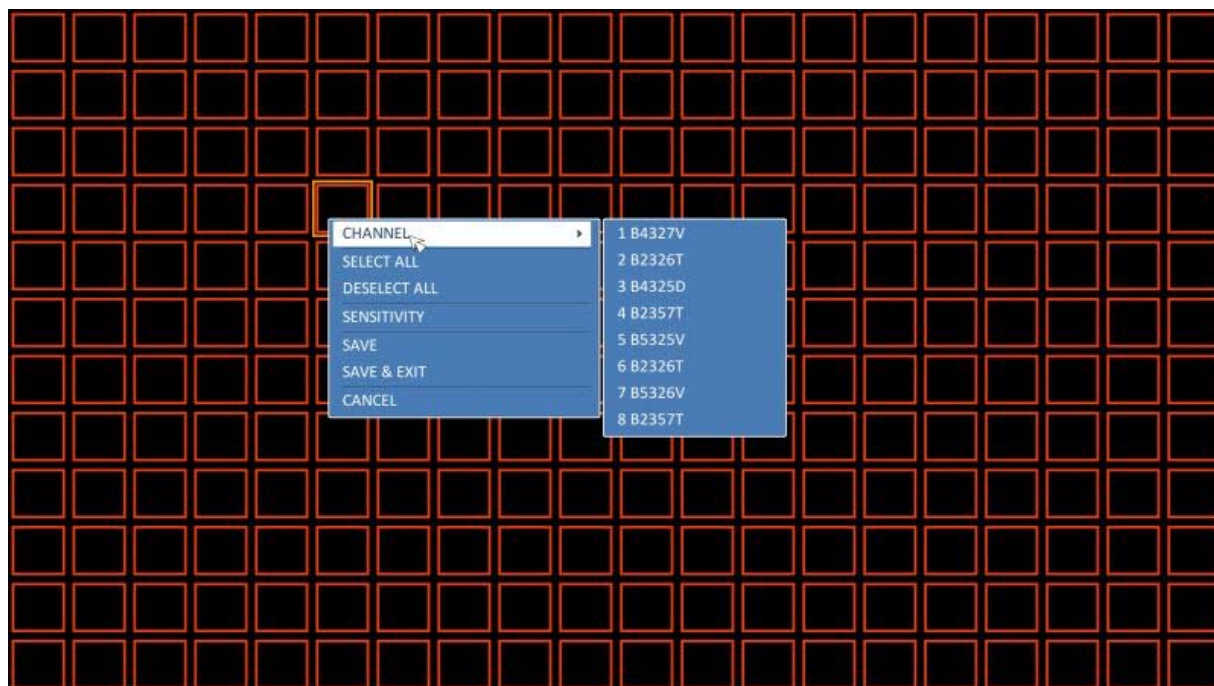 CHANNEL
SELECT ALL
DESELECT ALL
SENSITIVITY
SAVE
SAVE & EXIT
CANCEL
1 B4327V
2 B2326T
3 B4325D
4 B2357T
5 B5325V
6 B2326T
7 B5326V
8 B2357T